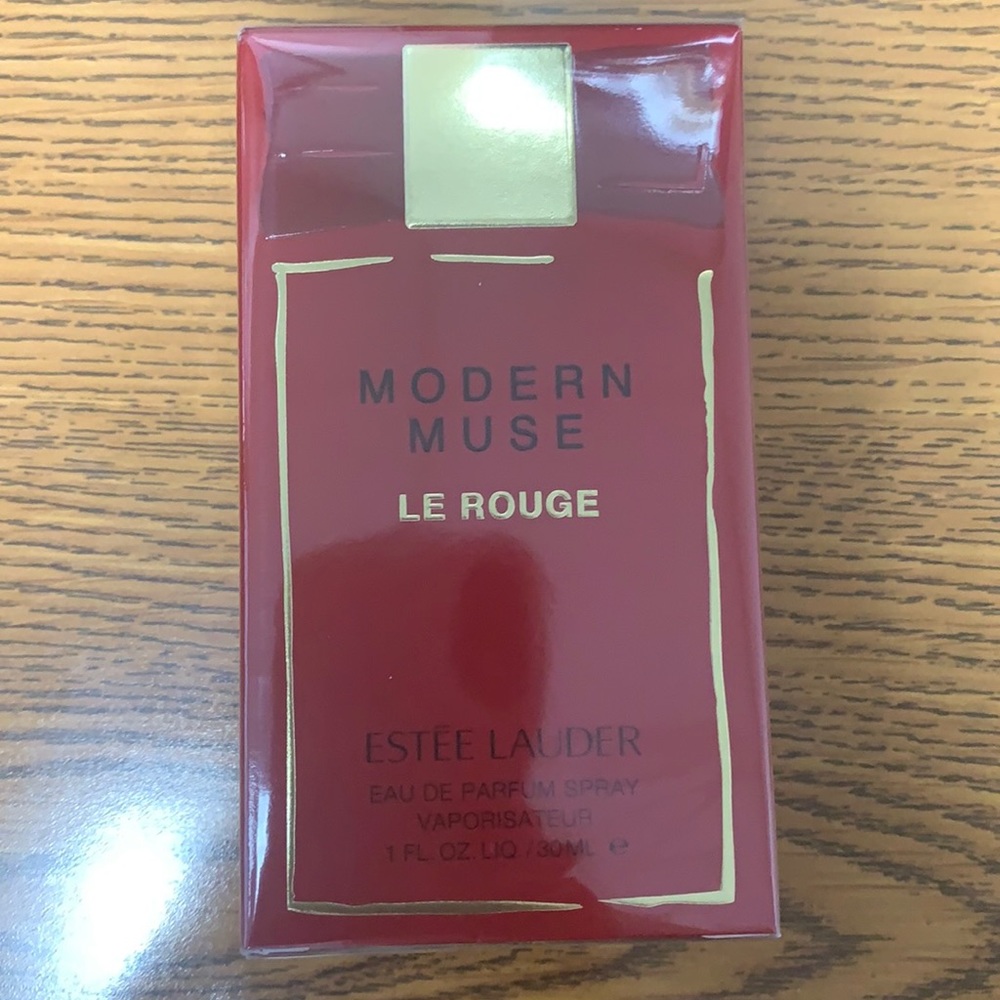 MODERN
MUSE
LE ROUGE
ESTĒE LAUDER
EAU DE PARFUM SPRAY
VAPORISATEUR
1 FL. OZ. LIQ. / 30 ML ℮